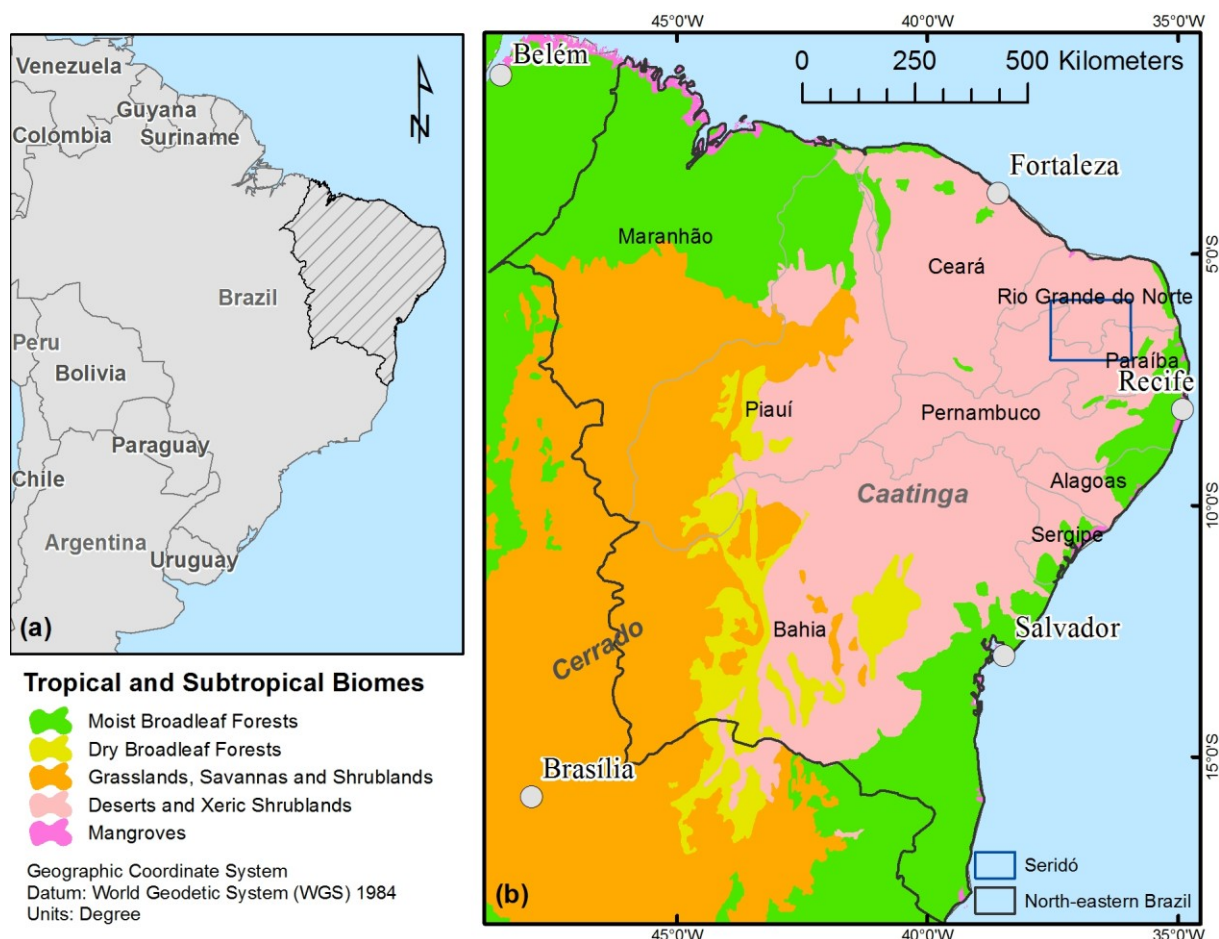 Venezuela
Guyana
Colómbia
Suriname
Brazil
Peru
Bolivia
Paraguay
Chile
Argentina
Uruguay
N
(a)
Tropical and Subtropical Biomes
Moist Broadleaf Forests
Dry Broadleaf Forests
Grasslands, Savannas and Shrublands
Deserts and Xeric Shrublands
Mangroves
Geographic Coordinate System
Datum: World Geodetic System (WGS) 1984
Units: Degree
45°0'W 40°0'W 35°0'W
Belém
0 250 500 Kilometers
Fortaleza
Maranhão
Ceará
5°0'S
Rio Grande do Norte
Paraíba
Recife
Piauí
Pernambuco
Caatinga
Alagoas
10°0'S
Sergipe
Bahia
Salvador
Cerrado
Brasília
15°0'S
Seridó
North-eastern Brazil
(b)
45°0'W 40°0'W 35°0'W